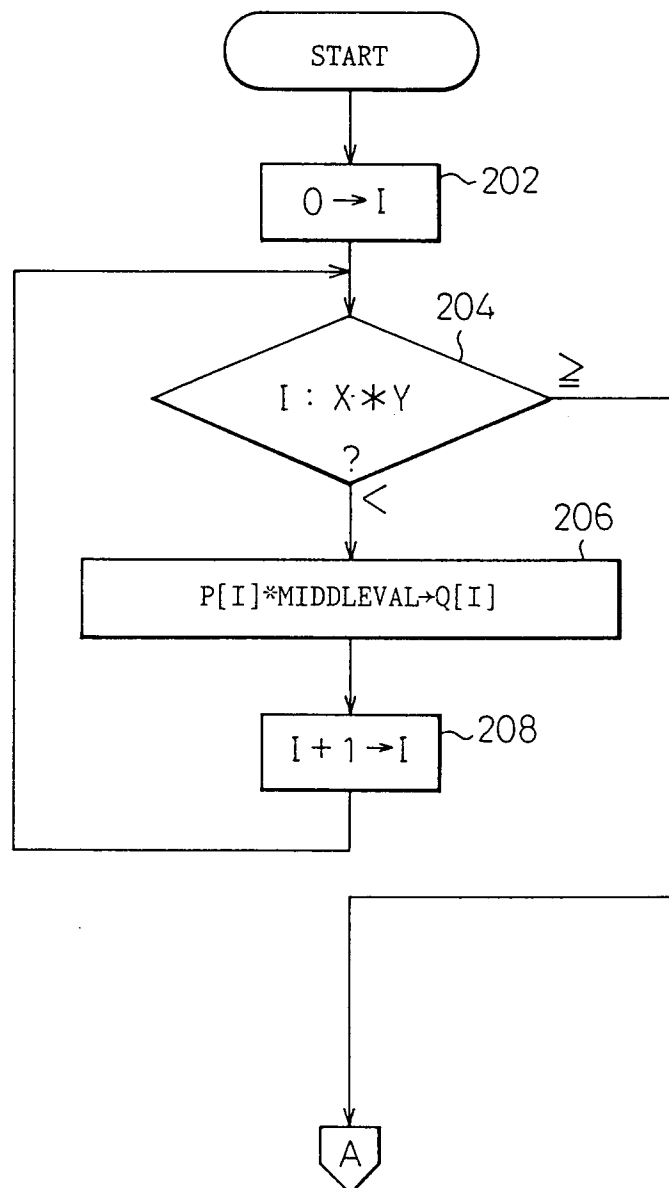 START
0 → I
202
204
I : X * Y
?
≧
<
206
P[I]*MIDDLEVAL→Q[I]
I + 1 → I
208
A